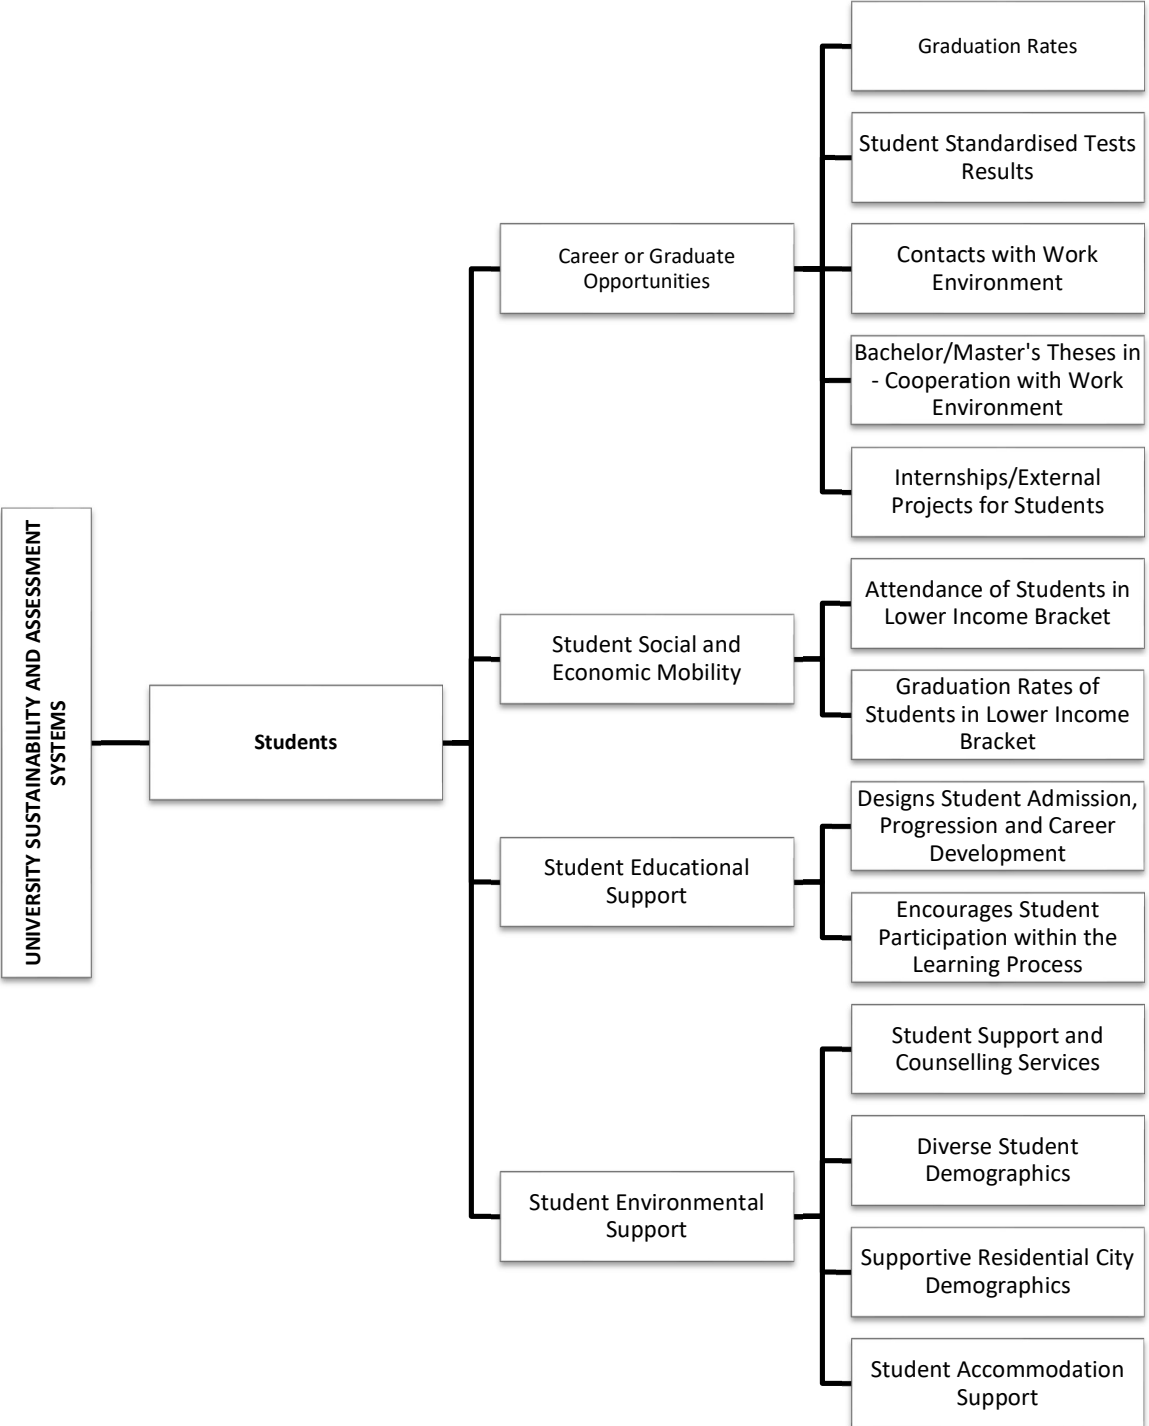 UNIVERSITY SUSTAINABILITY AND ASSESSMENT
SYSTEMS
Students
Career or Graduate
Opportunities
Graduation Rates
Student Standardised Tests
Results
Contacts with Work
Environment
Bachelor/Master's Theses in
- Cooperation with Work
Environment
Internships/External
Projects for Students
Student Social and
Economic Mobility
Attendance of Students in
Lower Income Bracket
Graduation Rates of
Students in Lower Income
Bracket
Student Educational
Support
Designs Student Admission,
Progression and Career
Development
Encourages Student
Participation within the
Learning Process
Student Environmental
Support
Student Support and
Counselling Services
Diverse Student
Demographics
Supportive Residential City
Demographics
Student Accommodation
Support